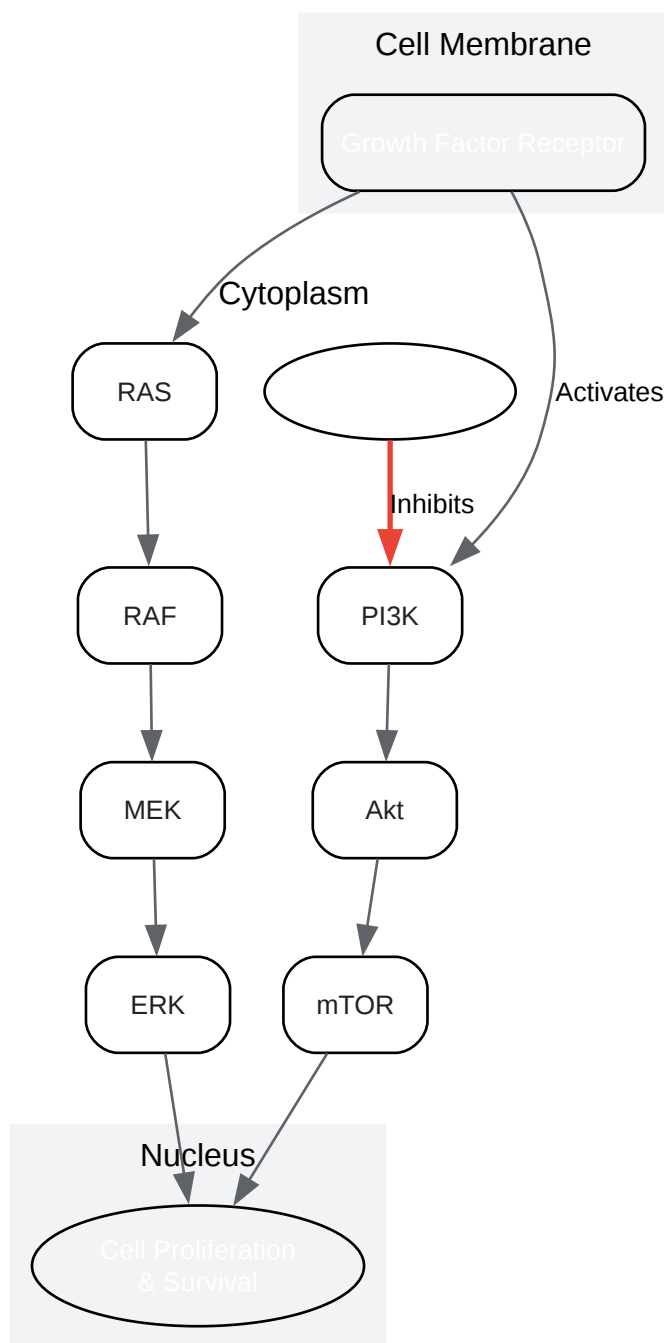 Cell Membrane
Growth Factor Receptor
Cytoplasm
RAS
Activates
Inhibits
RAF
PI3K
MEK
Akt
ERK
mTOR
Nucleus
Cell Proliferation
& Survival